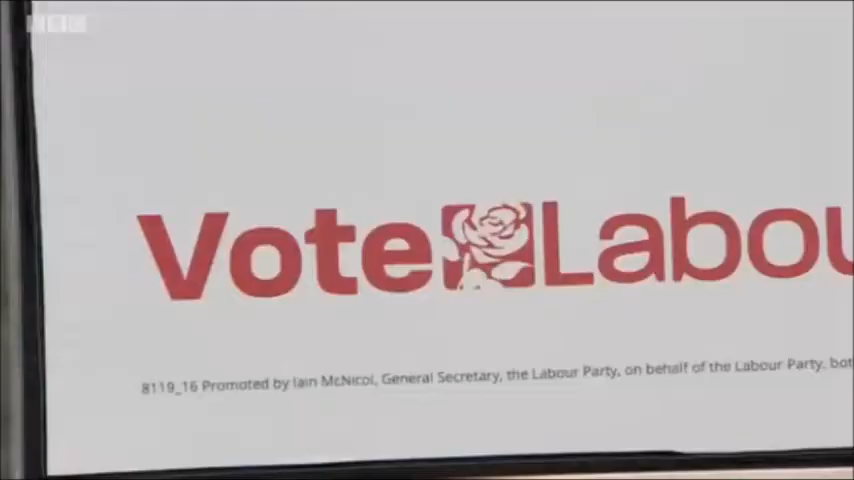 BBC
Vote Labou
8119_16 Promoted by Iain McNicol, General Secretary, the Labour Party, on behalf of the Labour Party, bot